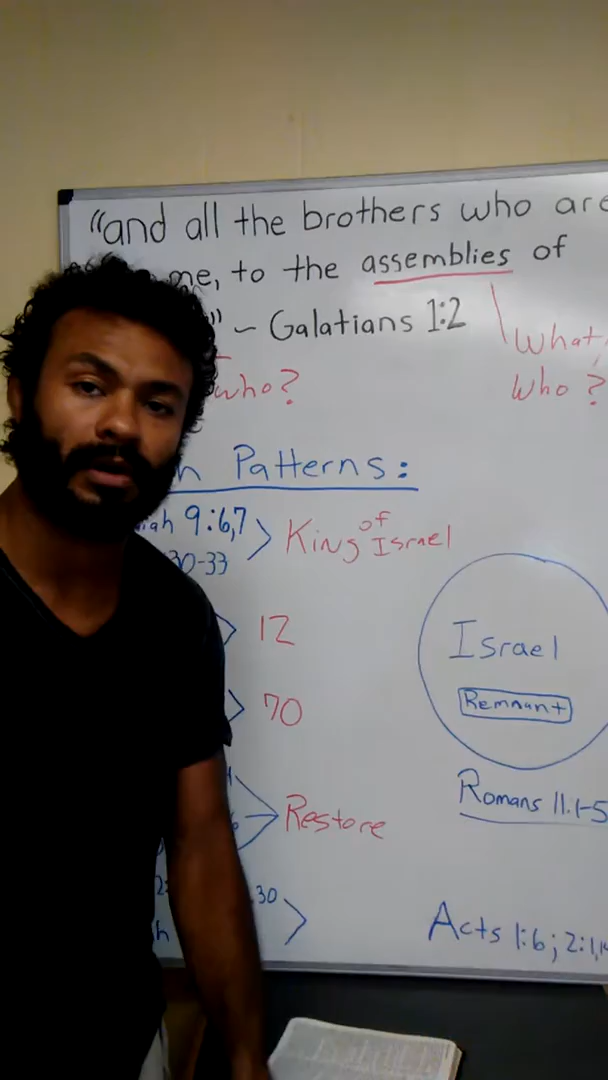 "and all the brothers who are
me, to the assemblies of
" ~ Galatians 1:2
What,
who?
Who?
Patterns:
9:6,7
King of Israel
30-33
12
Israel
70
Remnant
Romans 11:1-5
Restore
30
Acts 1:6; 2:1,14